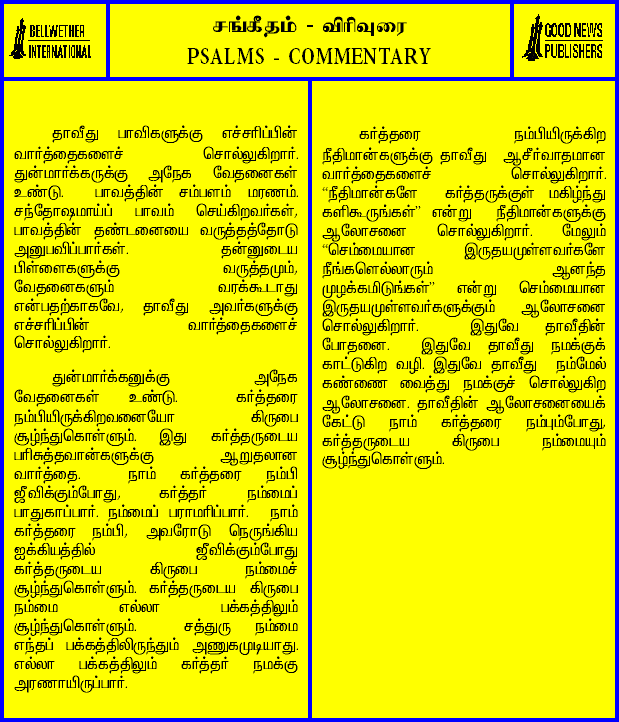 BELLWETHER
INTERNATIONAL
சங்கீதம் - விரிவுரை
PSALMS - COMMENTARY
GOOD NEWS
PUBLISHERS
தாவீது பாவிகளுக்கு எச்சரிப்பின்
வார்த்தைகளைச் சொல்லுகிறார்.
துன்மார்க்கருக்கு அநேக வேதனைகள்
உண்டு. பாவத்தின் சம்பளம் மரணம்.
சந்தோஷமாய்ப் பாவம் செய்கிறவர்கள்,
பாவத்தின் தண்டனையை வருத்தத்தோடு
அனுபவிப்பார்கள். தன்னுடைய
பிள்ளைகளுக்கு வருத்தமும்,
வேதனைகளும் வரக்கூடாது
என்பதற்காகவே, தாவீது அவர்களுக்கு
எச்சரிப்பின் வார்த்தைகளைச்
சொல்லுகிறார்.
துன்மார்க்கனுக்கு அநேக
வேதனைகள் உண்டு. கர்த்தரை
நம்பியிருக்கிறவனையோ கிருபை
சூழ்ந்துகொள்ளும். இது கர்த்தருடைய
பரிசுத்தவான்களுக்கு ஆறுதலான
வார்த்தை. நாம் கர்த்தரை நம்பி
ஜீவிக்கும்போது, கர்த்தர் நம்மைப்
பாதுகாப்பார். நம்மைப் பராமரிப்பார். நாம்
கர்த்தரை நம்பி, அவரோடு நெருங்கிய
ஐக்கியத்தில் ஜீவிக்கும்போது
கர்த்தருடைய கிருபை நம்மைச்
சூழ்ந்துகொள்ளும். கர்த்தருடைய கிருபை
நம்மை எல்லா பக்கத்திலும்
சூழ்ந்துகொள்ளும். சத்துரு நம்மை
எந்தப் பக்கத்திலிருந்தும் அணுகமுடியாது.
எல்லா பக்கத்திலும் கர்த்தர் நமக்கு
அரணாயிருப்பார்.
கர்த்தரை நம்பியிருக்கிற
நீதிமான்களுக்கு தாவீது ஆசீர்வாதமான
வார்த்தைகளைச் சொல்லுகிறார்.
“நீதிமான்களே கர்த்தருக்குள் மகிழ்ந்து
களிகூருங்கள்” என்று நீதிமான்களுக்கு
ஆலோசனை சொல்லுகிறார். மேலும்
“செம்மையான இருதயமுள்ளவர்களே
நீங்களெல்லாரும் ஆனந்த
முழக்கமிடுங்கள்” என்று செம்மையான
இருதயமுள்ளவர்களுக்கும் ஆலோசனை
சொல்லுகிறார். இதுவே தாவீதின்
போதனை. இதுவே தாவீது நமக்குக்
காட்டுகிற வழி. இதுவே தாவீது நம்மேல்
கண்ணை வைத்து நமக்குச் சொல்லுகிற
ஆலோசனை. தாவீதின் ஆலோசனையைக்
கேட்டு நாம் கர்த்தரை நம்பும்போது,
கர்த்தருடைய கிருபை நம்மையும்
சூழ்ந்துகொள்ளும்.